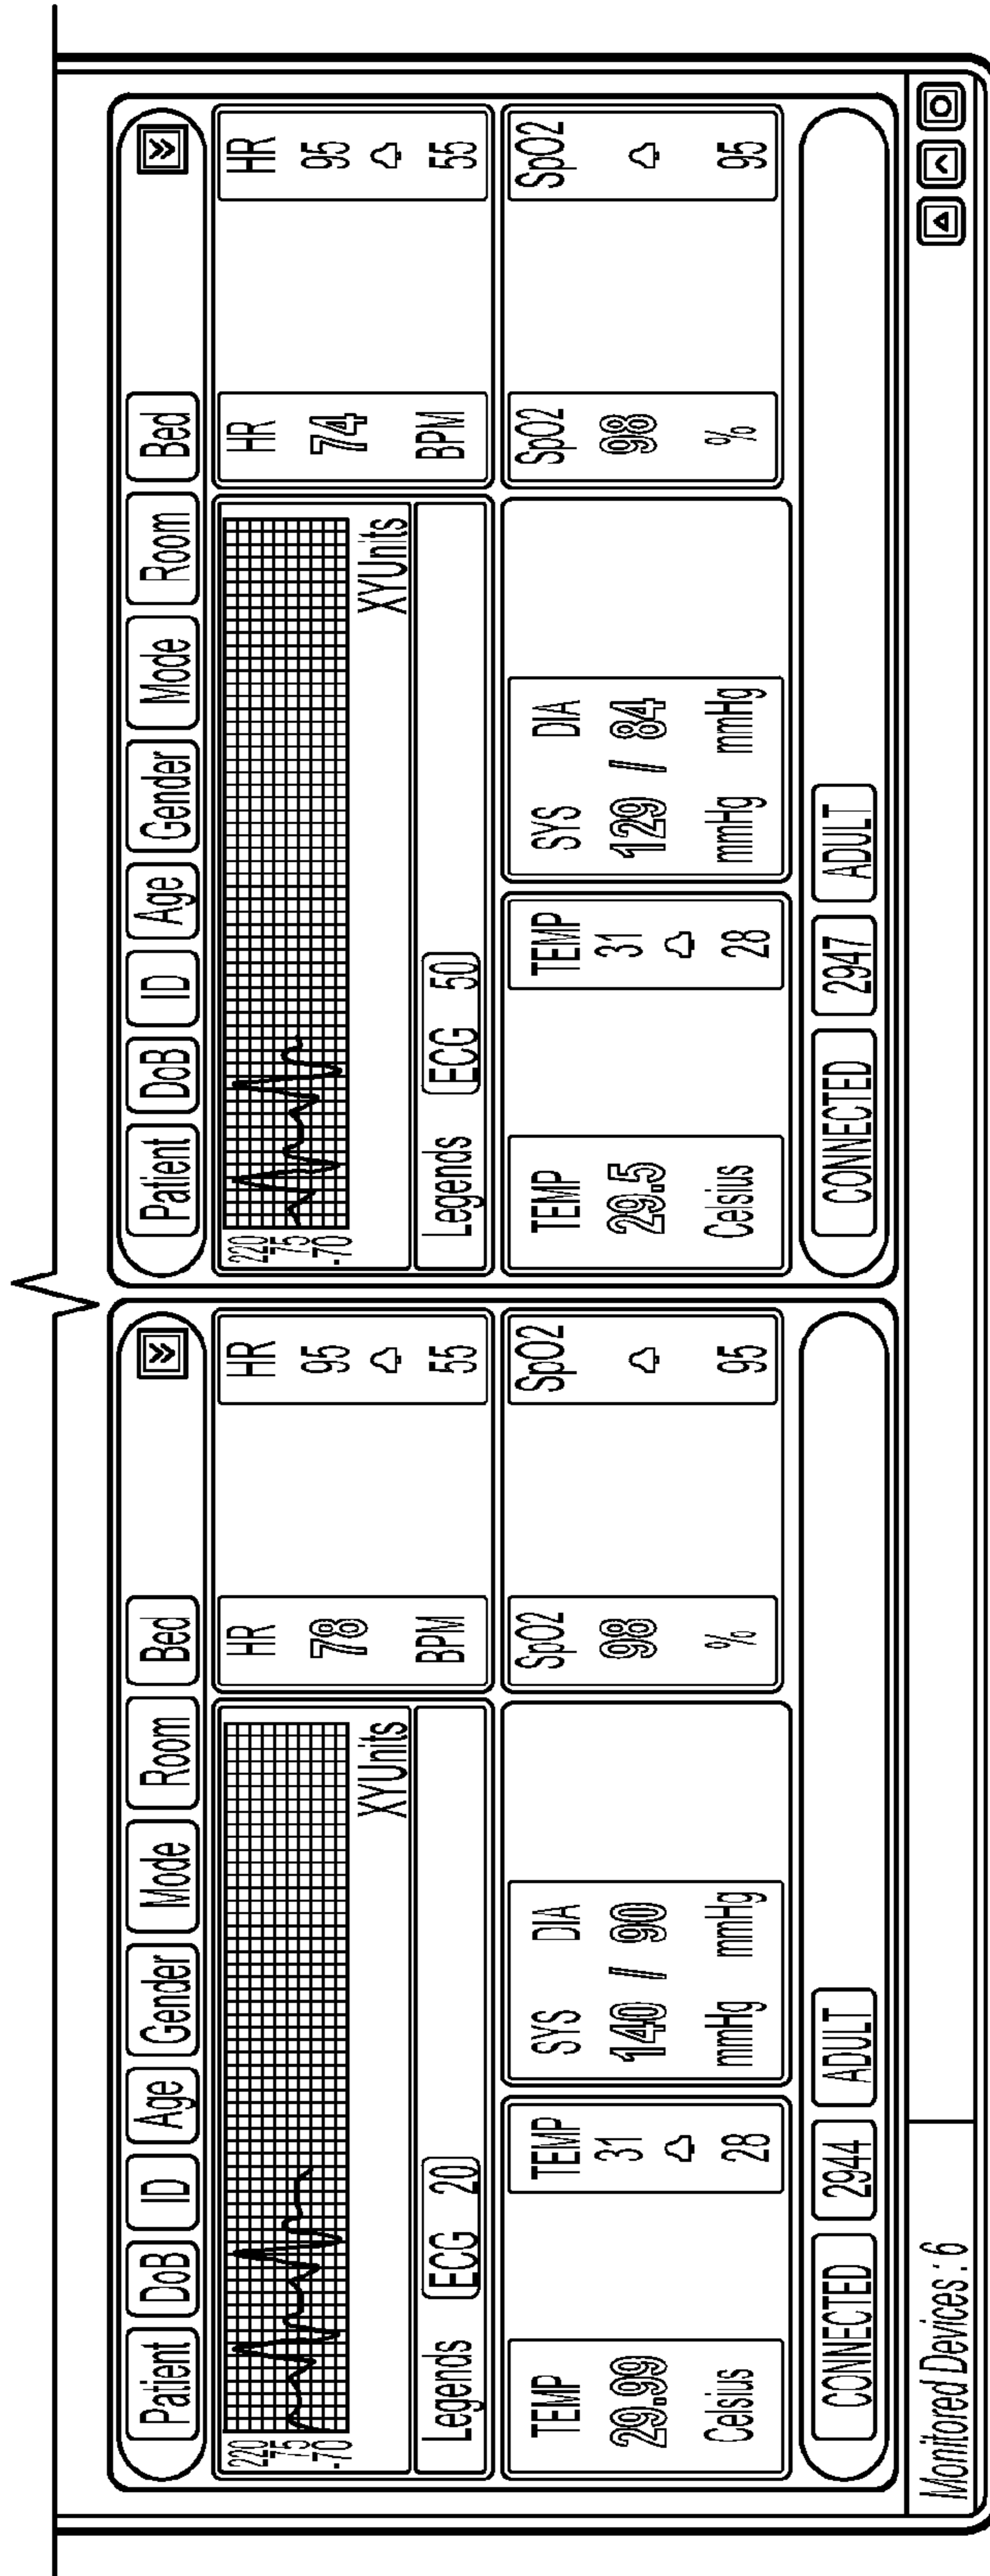 Patient DoB ID Age Gender Mode Room Bed
220
75
-70
XYUnits
Legends ECG 20
HR
78
BPM
HR
95
55
TEMP
29.99
Celsius
TEMP
31
28
SYS DIA
140 / 90
mmHg mmHg
SpO2
98
%
SpO2
95
CONNECTED 2944 ADULT
Patient DoB ID Age Gender Mode Room Bed
220
75
-70
XYUnits
Legends ECG 50
HR
74
BPM
HR
95
55
TEMP
29.5
Celsius
TEMP
31
28
SYS DIA
129 / 84
mmHg mmHg
SpO2
98
%
SpO2
95
CONNECTED 2947 ADULT
Monitored Devices : 6